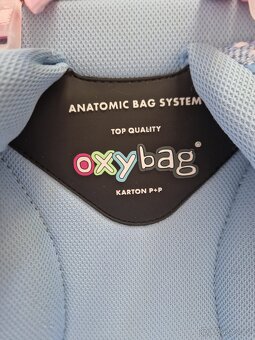 ANATOMIC BAG SYSTEM
TOP QUALITY
oxybag®
KARTON P+P